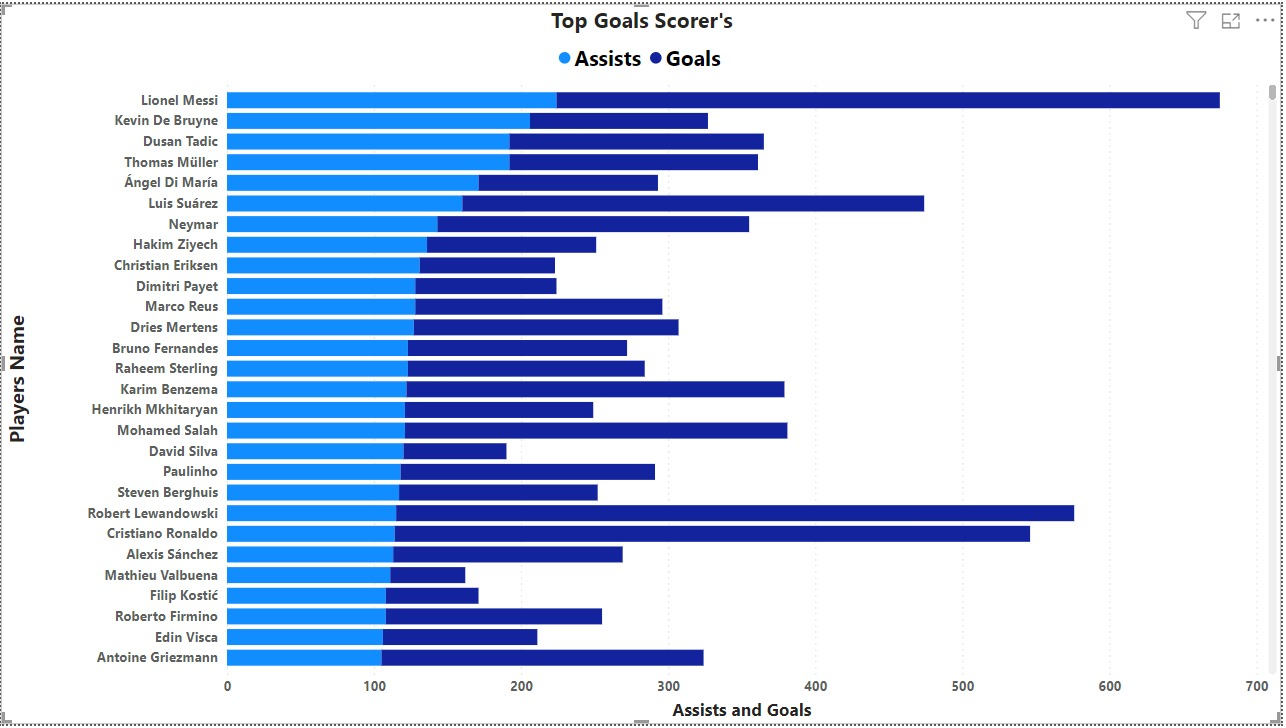 Top Goals Scorer's
Assists Goals
Players Name
Lionel Messi
Kevin De Bruyne
Dusan Tadic
Thomas Müller
Ángel Di María
Luis Suárez
Neymar
Hakim Ziyech
Christian Eriksen
Dimitri Payet
Marco Reus
Dries Mertens
Bruno Fernandes
Raheem Sterling
Karim Benzema
Henrikh Mkhitaryan
Mohamed Salah
David Silva
Paulinho
Steven Berghuis
Robert Lewandowski
Cristiano Ronaldo
Alexis Sánchez
Mathieu Valbuena
Filip Kostić
Roberto Firmino
Edin Visca
Antoine Griezmann
0 100 200 300 400 500 600 700
Assists and Goals